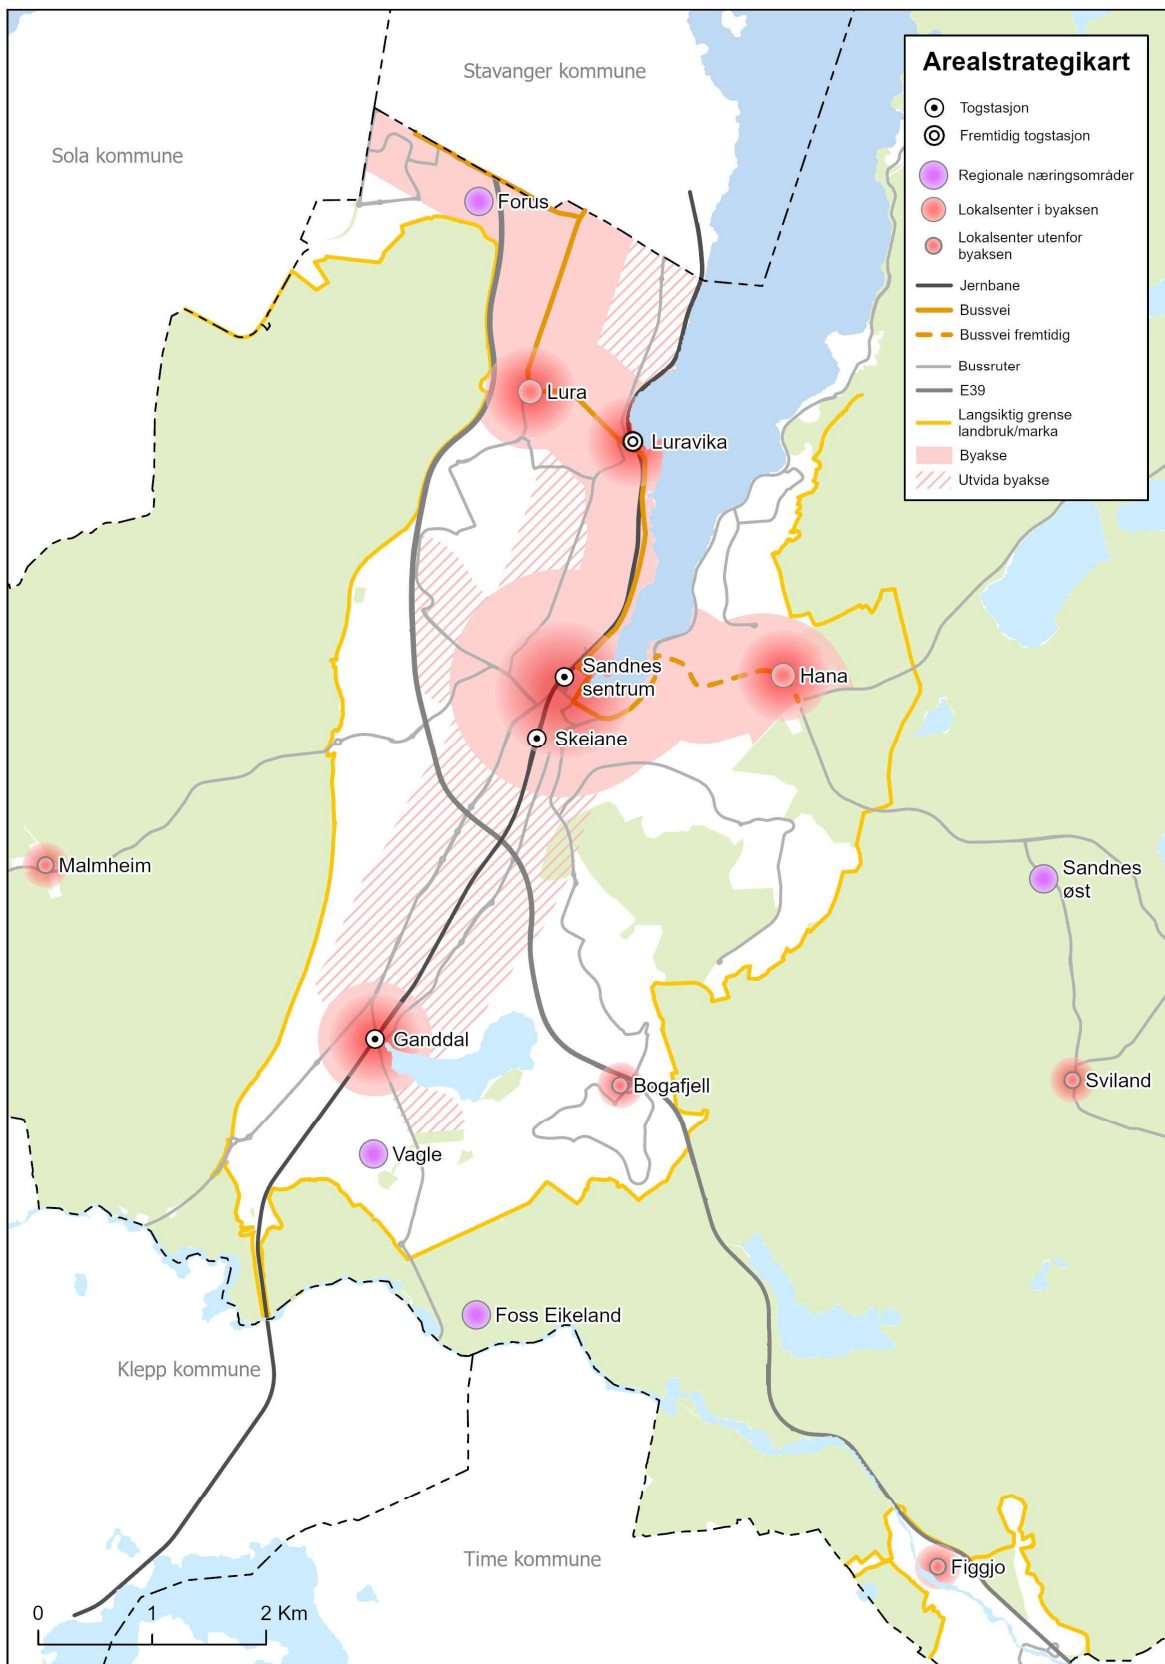 Stavanger kommune
Sola kommune
Arealstrategikart
Togstasjon
Fremtidig togstasjon
Regionale næringsområder
Lokalsenter i byaksen
Lokalsenter utenfor
byaksen
Jernbane
Bussvei
Bussvei fremtidig
Bussruter
E39
Langsiktig grense
landbruk/marka
Byakse
Utvida byakse
Forus
Lura
Luravika
Sandnes
sentrum
Hana
Skeiane
Malmheim
Sandnes
øst
Ganddal
Bogafjell
Sviland
Vagle
Foss Eikeland
Klepp kommune
Time kommune
Figgjo
0 1 2 Km